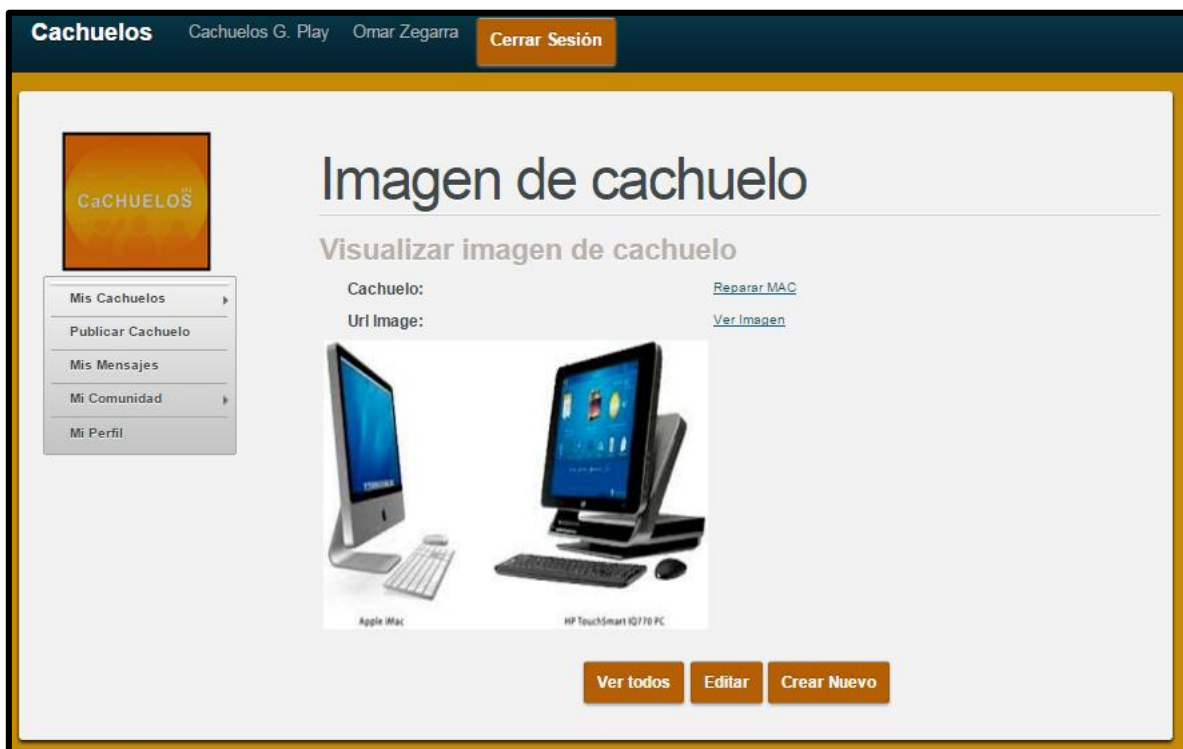 Cachuelos Cachuelos G. Play Omar Zegarra Cerrar Sesión
CaCHUELOS
Mis Cachuelos
Publicar Cachuelo
Mis Mensajes
Mi Comunidad
Mi Perfil
Imagen de cachuelo
Visualizar imagen de cachuelo
Cachuelo: Reparar MAC
Url Image: Ver Imagen
Apple iMac HP TouchSmart IQ770 PC
Ver todos Editar Crear Nuevo